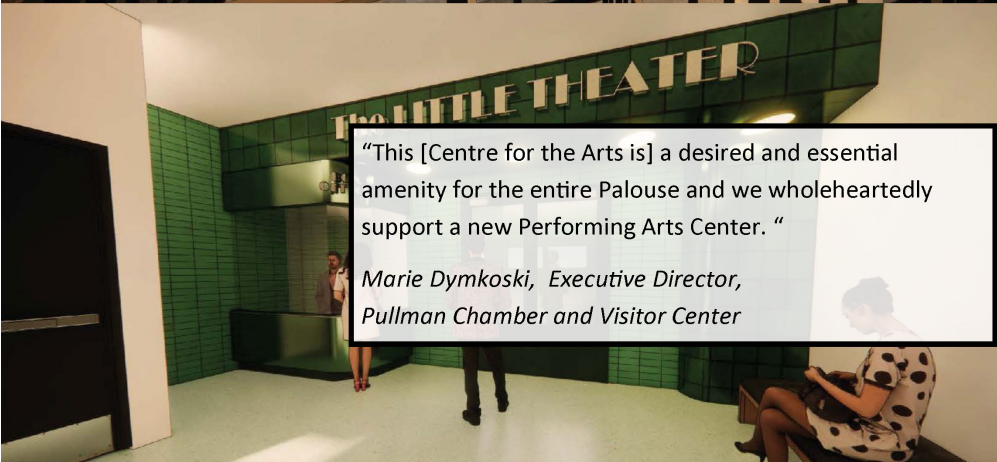 The LITTLE THEATER
“This [Centre for the Arts is] a desired and essential
amenity for the entire Palouse and we wholeheartedly
support a new Performing Arts Center. “
Marie Dymkoski,  Executive Director,
Pullman Chamber and Visitor Center